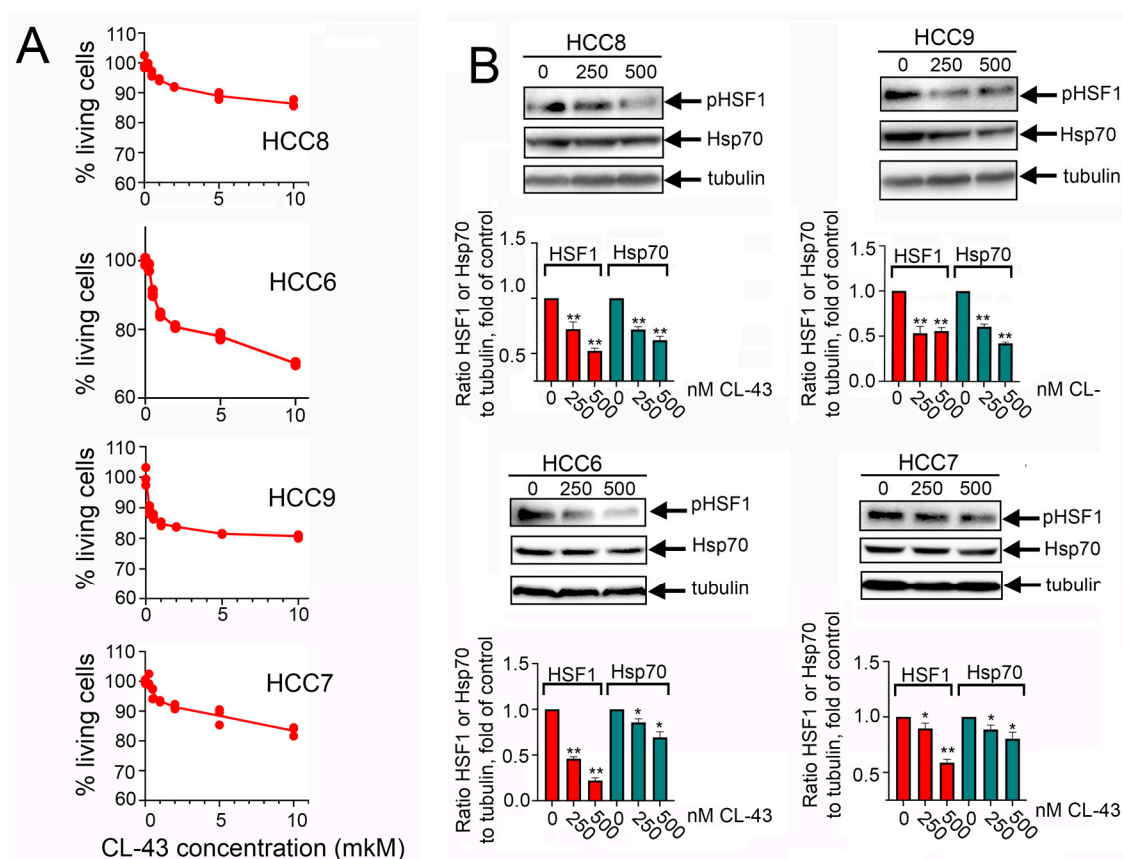 A
% living cells
110
100
90
80
70
60
0
5
10
HCC8
% living cells
100
80
60
0
5
10
HCC6
% living cells
110
100
90
80
70
60
0
5
10
HCC9
% living cells
110
100
90
80
70
60
0
5
10
HCC7
CL-43 concentration (mkM)
B
HCC8
0 250 500
pHSF1
Hsp70
tubulin
Ratio HSF1 or Hsp70
to tubulin, fold of control
1.5
1.0
0.5
HSF1 Hsp70
** ** ** **
0 250 500 0 250 500
nM CL-43
HCC9
0 250 500
pHSF1
Hsp70
tubulin
Ratio HSF1 or Hsp70
to tubulin, fold of control
1.5
1.0
0.5
0.0
HSF1 Hsp70
** ** ** **
0 250 500 0 250 500
nM CL-
HCC6
0 250 500
pHSF1
Hsp70
tubulin
Ratio HSF1 or Hsp70
to tubulin, fold of control
1.5
1.0
0.5
0.0
HSF1 Hsp70
** ** * *
0 250 500 0 250 500
nM CL-43
HCC7
0 250 500
pHSF1
Hsp70
tubulin
Ratio HSF1 or Hsp70
to tubulin, fold of control
1.5
1.0
0.5
HSF1 Hsp70
* ** * *
0 250 500 0 250 500
nM CL-43